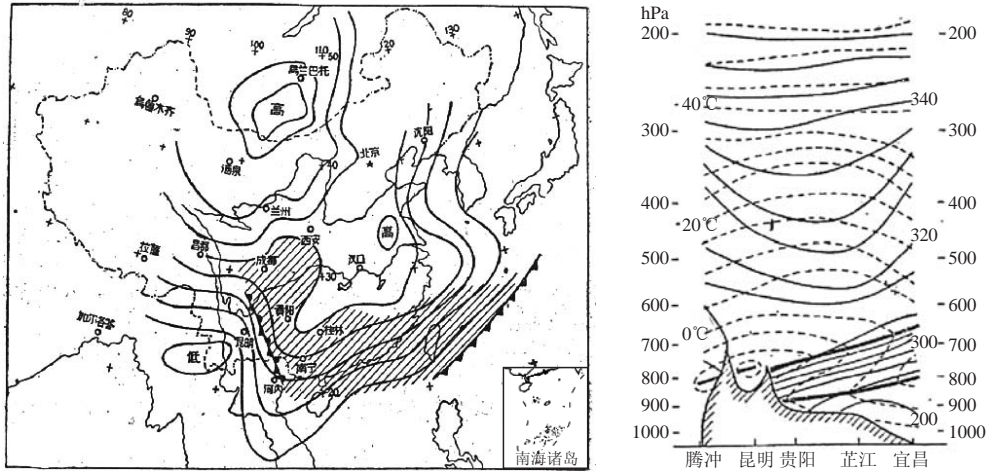 80
90
100
110
50
20
130
乌兰巴托
高
乌鲁木齐
沈阳
北京
酒泉
40
兰州
西安
高
拉萨
昌都
成都
汉口
30
贵阳
桂林
加尔各答
昆明
低
南宁
河内
20
南海诸岛
hPa
200
200
-40℃
340
300
300
400
400
-20℃
320
500
500
600
600
0℃
300
700
700
800
800
900
200
900
1000
1000
腾冲 昆明 贵阳 芷江 宜昌